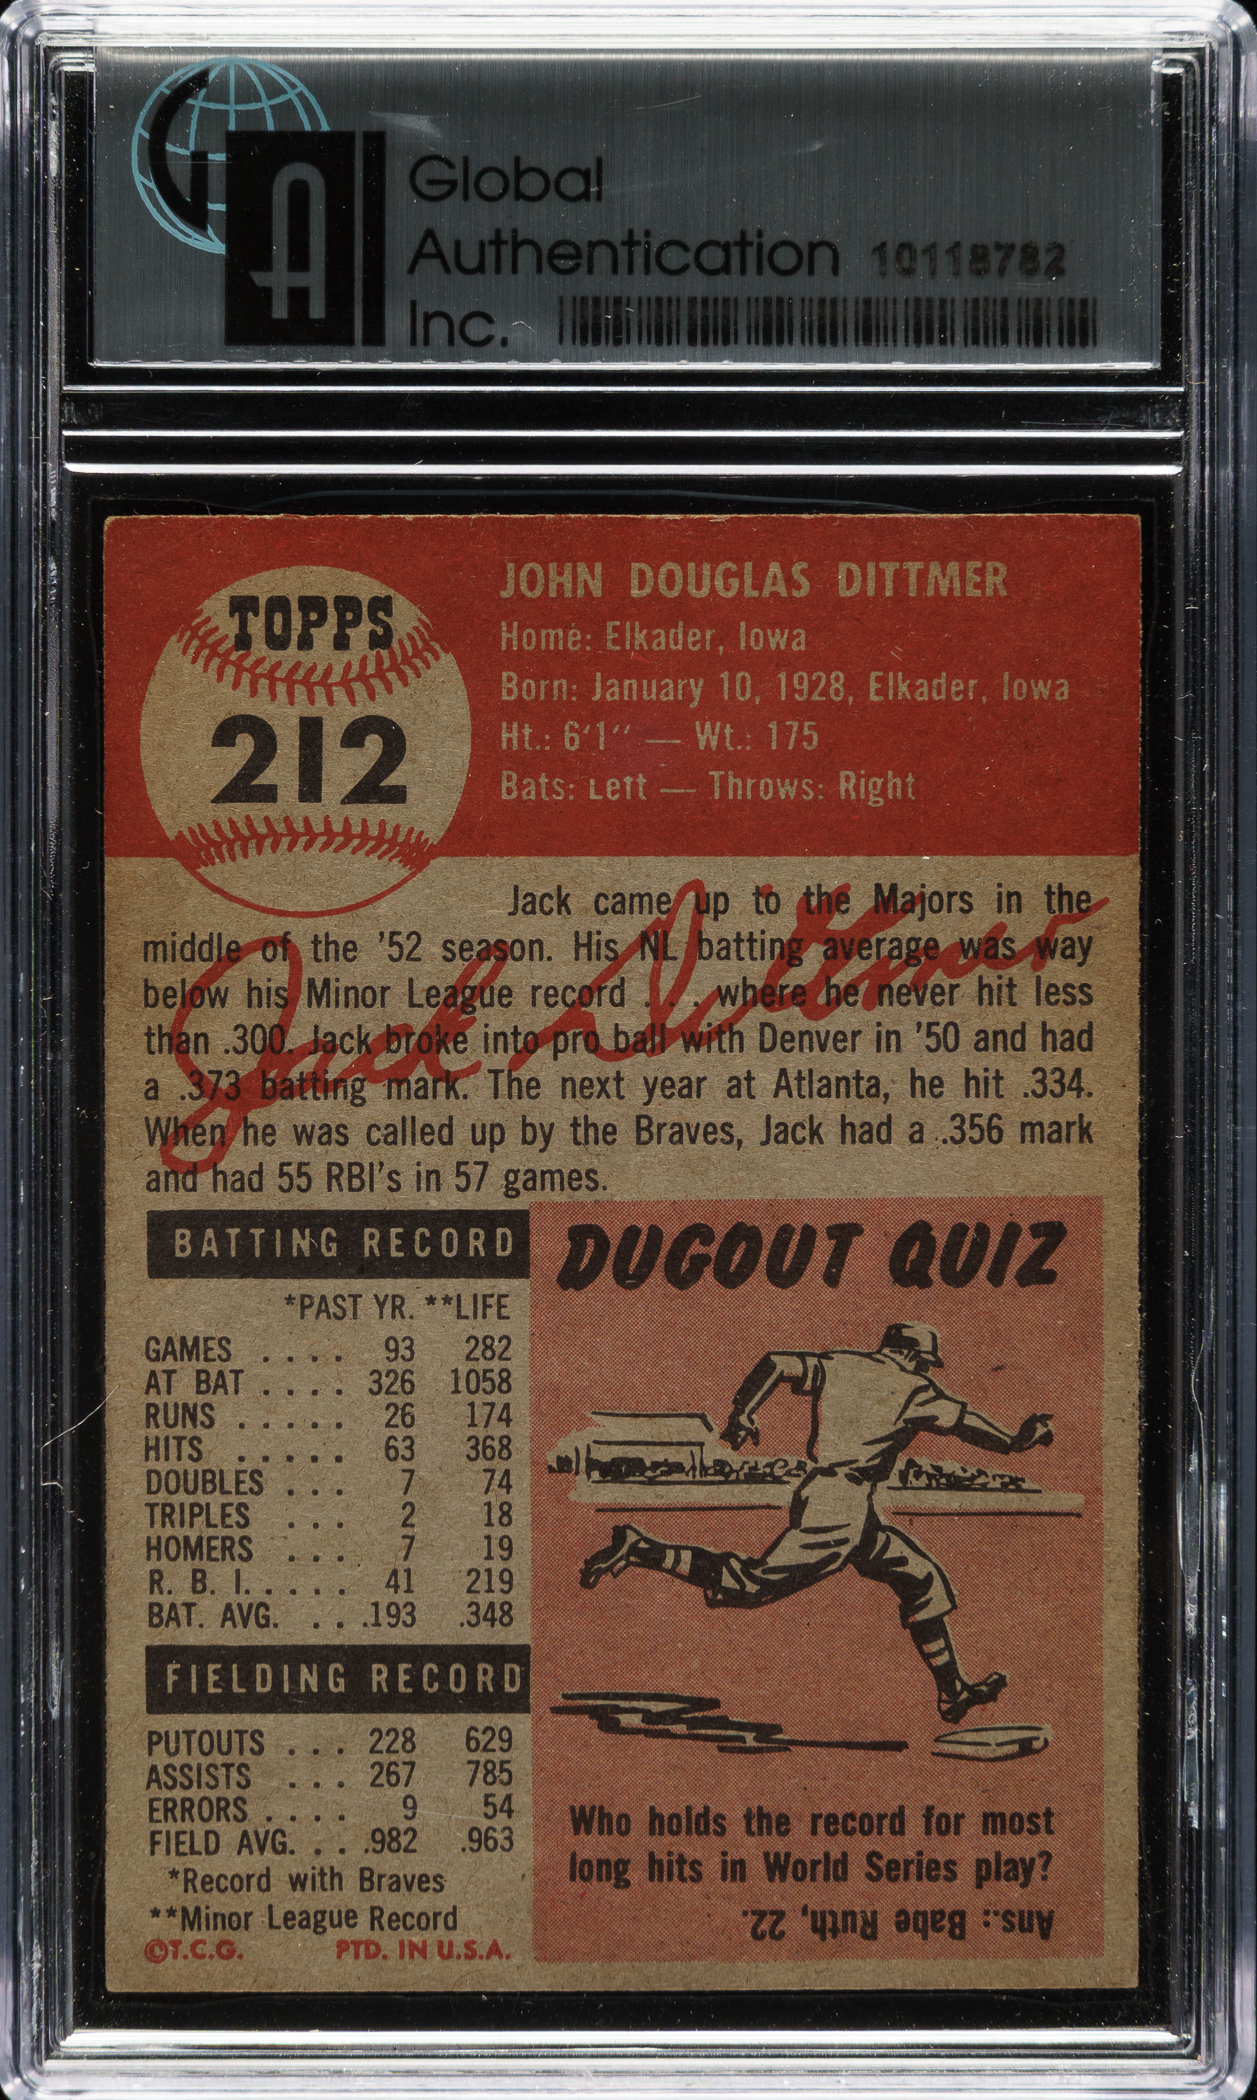 Global
Authentication 10118782
Inc.
GAI
TOPPS
212
JOHN DOUGLAS DITTMER
Home: Elkader, Iowa
Born: January 10, 1928, Elkader, Iowa
Ht.: 6'1" — Wt.: 175
Bats: Left — Throws: Right
Jack came up to the Majors in the
middle of the '52 season. His NL batting average was way
below his Minor League record . . . where he never hit less
than .300. Jack broke into pro ball with Denver in '50 and had
a .373 batting mark. The next year at Atlanta, he hit .334.
When he was called up by the Braves, Jack had a .356 mark
and had 55 RBI's in 57 games.
Jack Dittmer
BATTING RECORD
*PAST YR. **LIFE
GAMES . . . . 93 282
AT BAT . . . . 326 1058
RUNS . . . . . 26 174
HITS . . . . . 63 368
DOUBLES . . . 7 74
TRIPLES . . . 2 18
HOMERS . . . 7 19
R. B. I. . . . . 41 219
BAT. AVG. . . .193 .348
FIELDING RECORD
PUTOUTS . . . 228 629
ASSISTS . . . 267 785
ERRORS . . . . 9 54
FIELD AVG. . . .982 .963
*Record with Braves
**Minor League Record
©T.C.G. PTD. IN U.S.A.
DUGOUT QUIZ
Who holds the record for most
long hits in World Series play?
Ans.: Babe Ruth, 22.